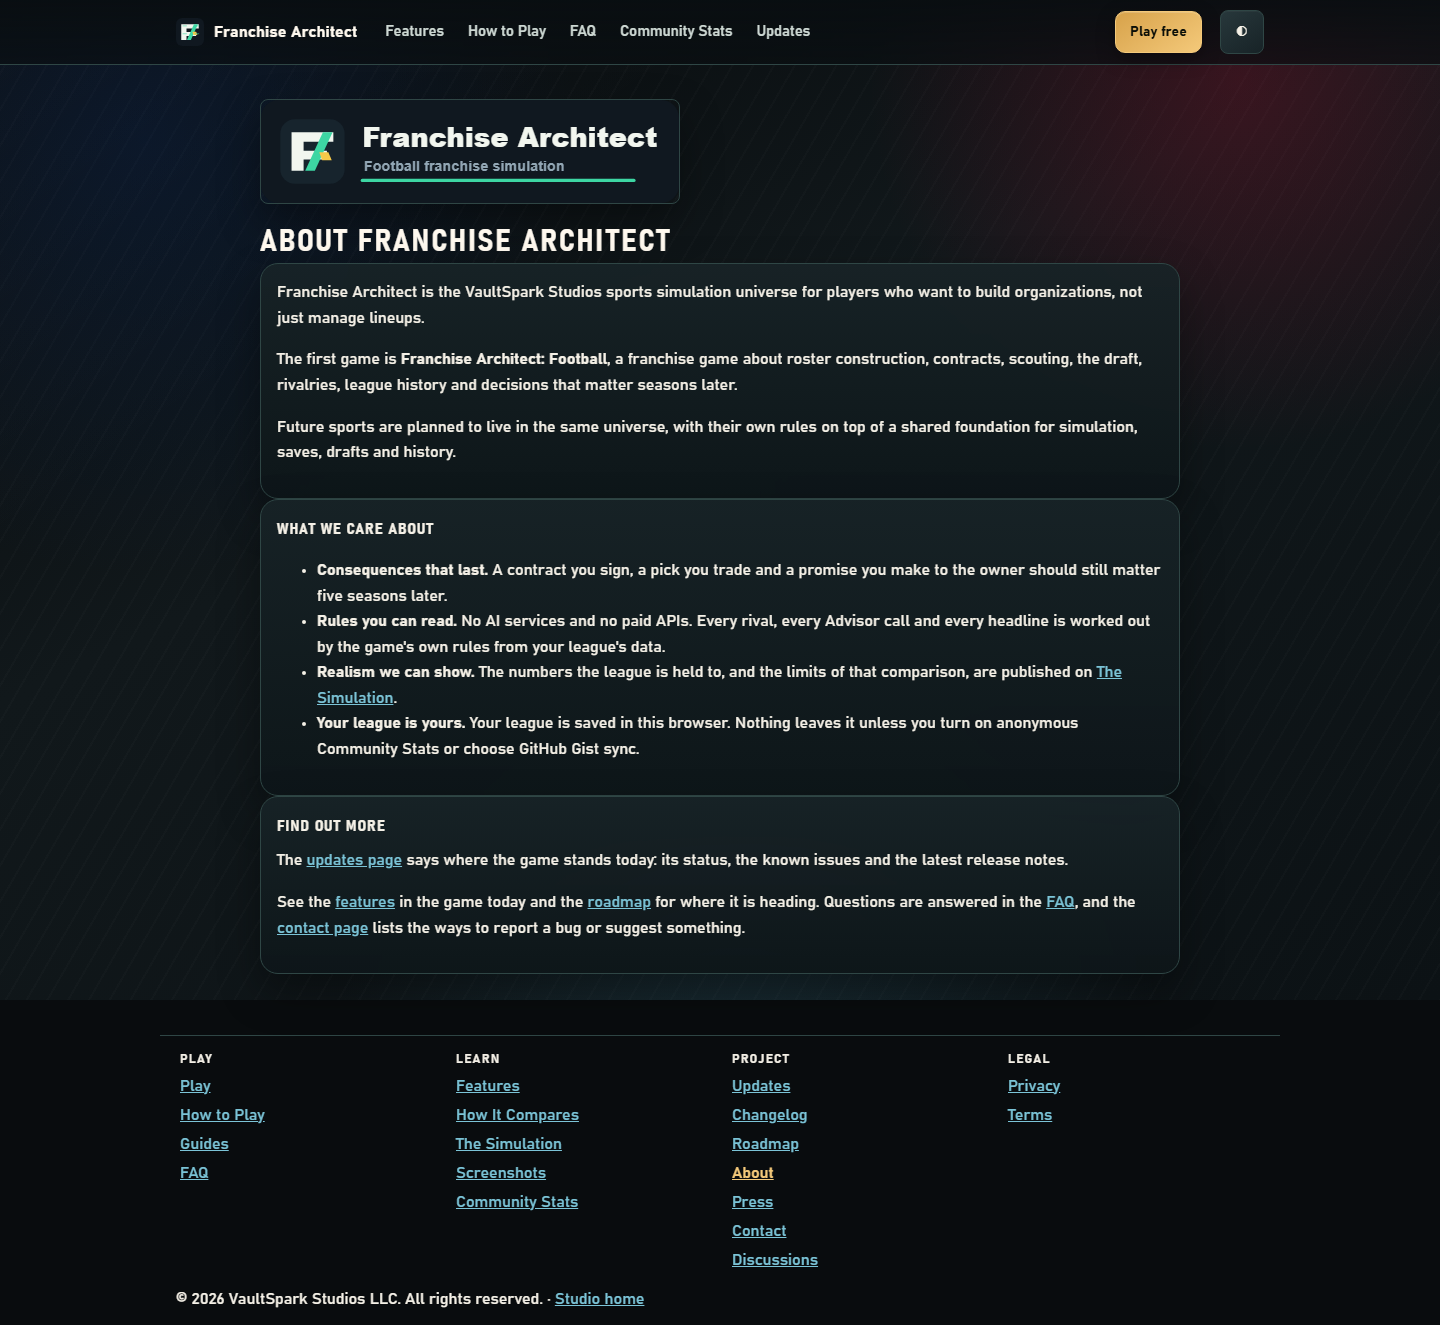 Franchise Architect
Features
How to Play
FAQ
Community Stats
Updates
Play free
Franchise Architect
Football franchise simulation
ABOUT FRANCHISE ARCHITECT
Franchise Architect is the VaultSpark Studios sports simulation universe for players who want to build organizations, not
just manage lineups.
The first game is Franchise Architect: Football, a franchise game about roster construction, contracts, scouting, the draft,
rivalries, league history and decisions that matter seasons later.
Future sports are planned to live in the same universe, with their own rules on top of a shared foundation for simulation,
saves, drafts and history.
WHAT WE CARE ABOUT
• Consequences that last. A contract you sign, a pick you trade and a promise you make to the owner should still matter
five seasons later.
• Rules you can read. No AI services and no paid APIs. Every rival, every Advisor call and every headline is worked out
by the game's own rules from your league's data.
• Realism we can show. The numbers the league is held to, and the limits of that comparison, are published on The
Simulation.
• Your league is yours. Your league is saved in this browser. Nothing leaves it unless you turn on anonymous
Community Stats or choose GitHub Gist sync.
FIND OUT MORE
The updates page says where the game stands today: its status, the known issues and the latest release notes.
See the features in the game today and the roadmap for where it is heading. Questions are answered in the FAQ, and the
contact page lists the ways to report a bug or suggest something.
PLAY
Play
How to Play
Guides
FAQ
LEARN
Features
How It Compares
The Simulation
Screenshots
Community Stats
PROJECT
Updates
Changelog
Roadmap
About
Press
Contact
Discussions
LEGAL
Privacy
Terms
© 2026 VaultSpark Studios LLC. All rights reserved. · Studio home